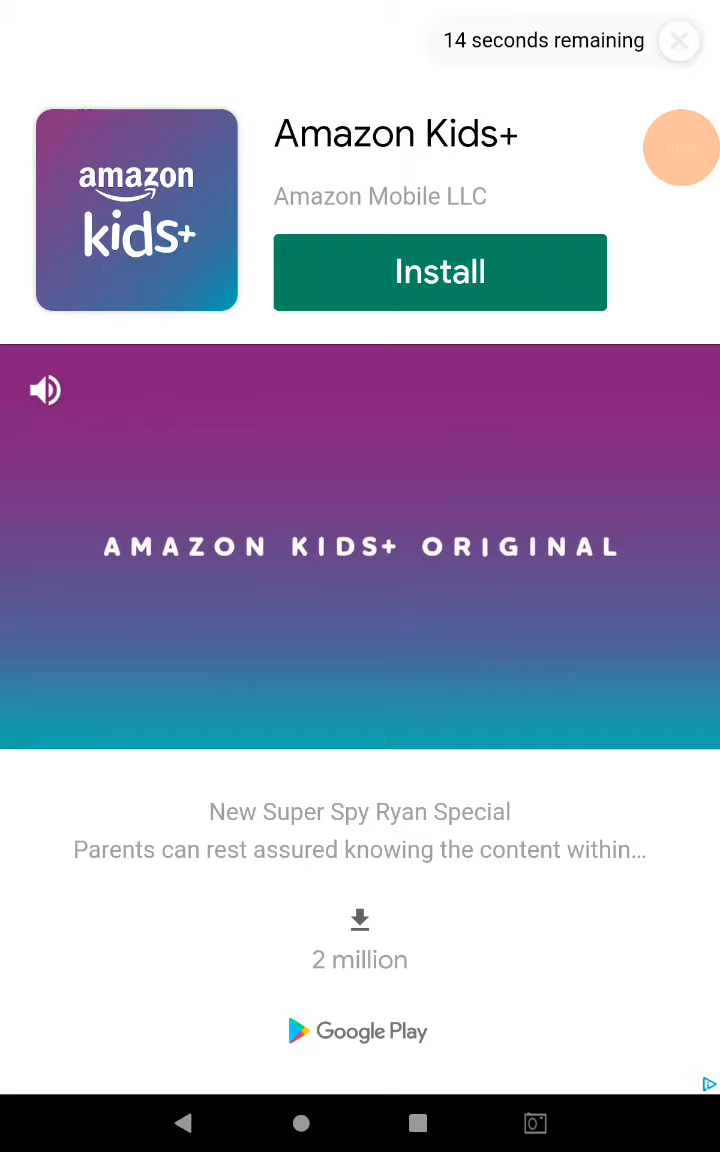 14 seconds remaining
amazon
kids+
Amazon Kids+
Amazon Mobile LLC
Install
AMAZON KIDS+ ORIGINAL
New Super Spy Ryan Special
Parents can rest assured knowing the content within...
2 million
Google Play